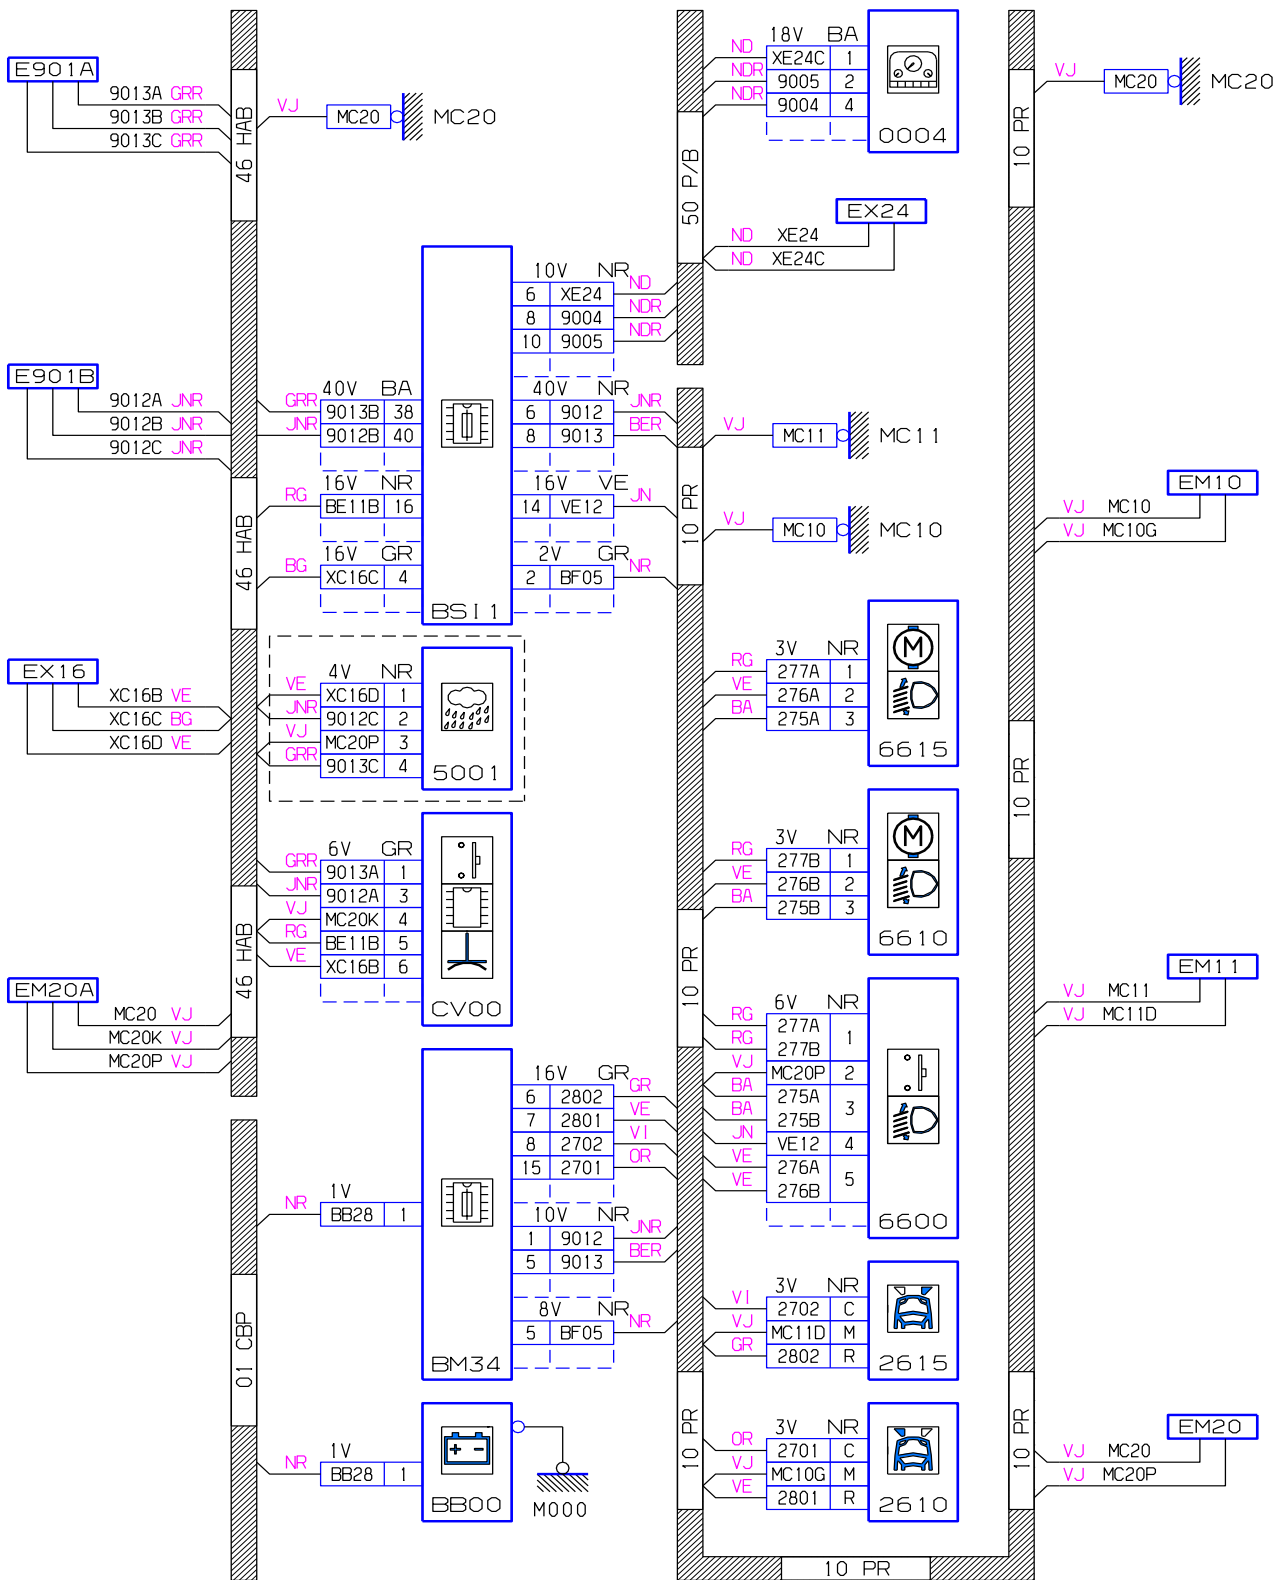 E901A
9013A GRR
9013B GRR
9013C GRR
46 HAB
VJ
MC20
MC20
E901B
9012A JNR
9012B JNR
9012C JNR
46 HAB
EX16
XC16B VE
XC16C BG
XC16D VE
46 HAB
EM20A
MC20 VJ
MC20K VJ
MC20P VJ
01 CBP
BSI1
40V BA
GRR 9013B 38
JNR 9012B 40
16V NR
RG BE11B 16
16V GR
BG XC16C 4
10V NR
6 XE24 ND
8 9004 NDR
10 9005 NDR
40V NR
6 9012 JNR
8 9013 BER
16V VE
14 VE12 JN
2V GR
2 BF05 NR
4V NR
VE XC16D 1
JNR 9012C 2
VJ MC20P 3
GRR 9013C 4
5001
6V GR
GRR 9013A 1
JNR 9012A 3
VJ MC20K 4
RG BE11B 5
VE XC16B 6
CV00
16V GR
6 2802 GR
7 2801 VE
8 2702 VI
15 2701 OR
10V NR
1 9012 JNR
5 9013 BER
8V NR
5 BF05 NR
1V
NR BB28 1
BM34
1V
NR BB28 1
+ -
BB00
M000
18V BA
ND XE24C 1
NDR 9005 2
NDR 9004 4
0004
50 P/B
EX24
ND XE24
ND XE24C
VJ
MC11
MC11
10 PR
VJ
MC10
MC10
3V NR
RG 277A 1
VE 276A 2
BA 275A 3
M
6615
3V NR
RG 277B 1
VE 276B 2
BA 275B 3
M
6610
10 PR
6V NR
RG 277A 1
RG 277B
VJ MC20P 2
BA 275A 3
BA 275B
JN VE12 4
VE 276A 5
VE 276B
6600
3V NR
VI 2702 C
VJ MC11D M
GR 2802 R
2615
10 PR
3V NR
OR 2701 C
VJ MC10G M
VE 2801 R
2610
10 PR
10 PR
VJ
MC20
MC20
EM10
VJ MC10
VJ MC10G
10 PR
EM11
VJ MC11
VJ MC11D
10 PR
EM20
VJ MC20
VJ MC20P